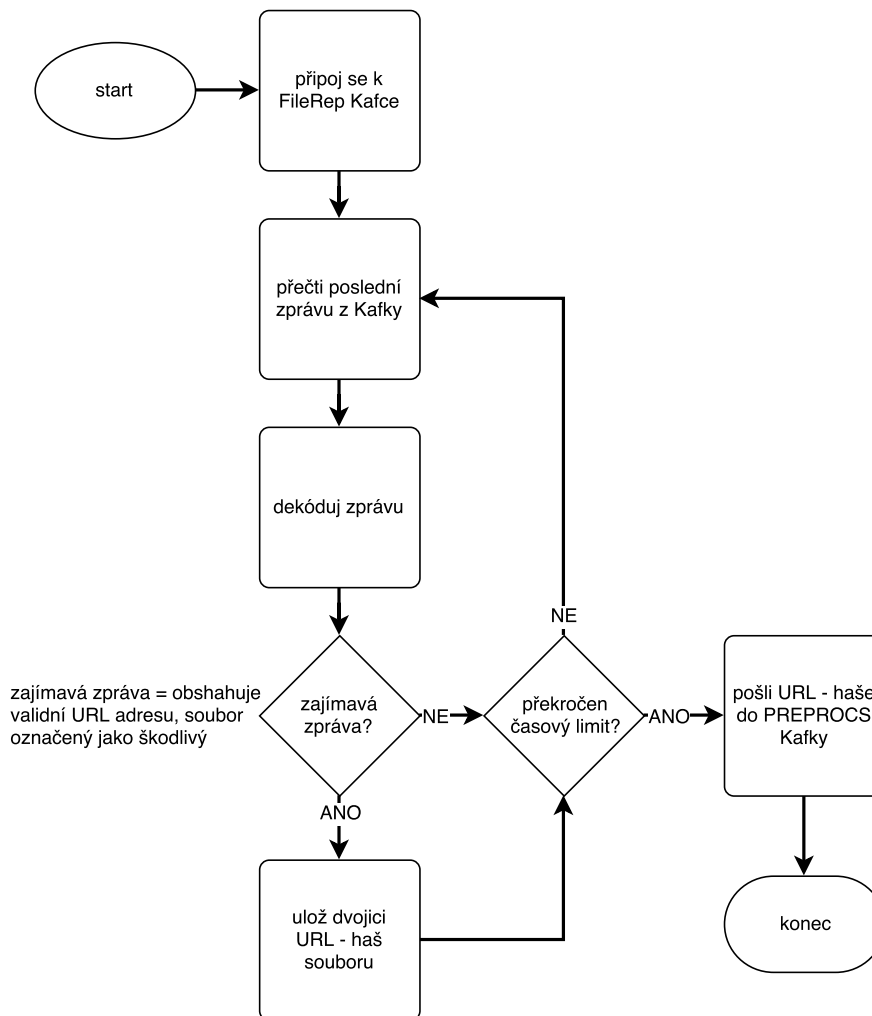 start
připoj se k
FileRep Kafce
přečti poslední
zprávu z Kafky
dekóduj zprávu
NE
zajímavá zpráva = obshahuje
validní URL adresu, soubor
označený jako škodlivý
zajímavá
zpráva?
NE
překročen
časový limit?
ANO
pošli URL - haše
do PREPROCS
Kafky
ANO
ulož dvojici
URL - haš
souboru
konec